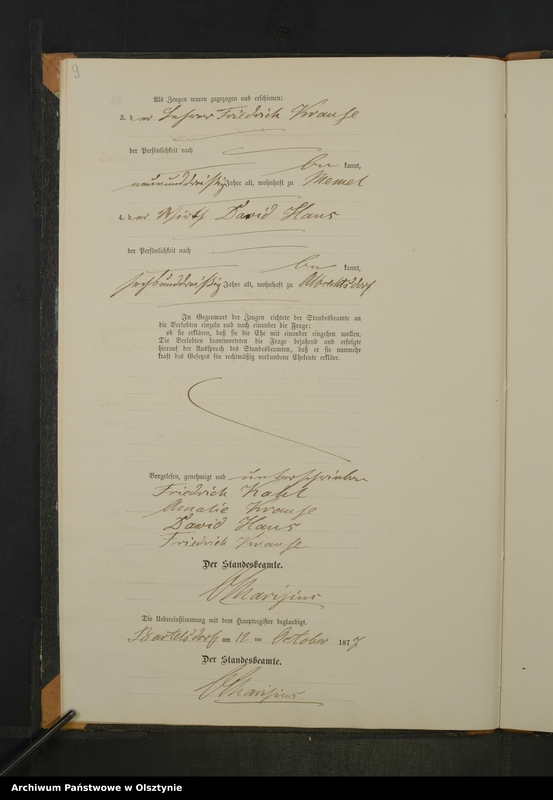 9
Als Zeugen waren zugezogen und erschienen:
3. der Lehrer Friedrich Krause
der Persönlichkeit nach
bekannt,
neununddreißig Jahre alt, wohnhaft zu Memel
4. der Wirth David Haus
der Persönlichkeit nach
bekannt,
sechsunddreißig Jahre alt, wohnhaft zu Albrechtsdorf
In Gegenwart der Zeugen richtete der Standesbeamte an
die Verlobten einzeln und nach einander die Frage:
ob sie erklären, daß sie die Ehe mit einander eingehen wollen.
Die Verlobten beantworteten die Frage bejahend und erfolgte
hierauf der Ausspruch des Standesbeamten, daß er sie nunmehr
kraft des Gesetzes für rechtmäßig verbundene Eheleute erkläre.
Vorgelesen, genehmigt und unterschrieben
Friedrich Kahl
Amalie Krause
David Haus
Friedrich Krause
Der Standesbeamte.
Die Uebereinstimmung mit dem Hauptregister beglaubigt.
Bartelsdorf am 12 ten October 1877
Der Standesbeamte.
Archiwum Państwowe w Olsztynie